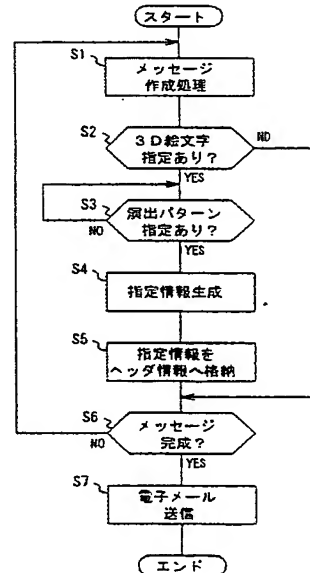 スタート
S1
メッセージ
作成処理
S2
3D絵文字
指定あり?
NO
YES
S3
演出パターン
指定あり?
NO
YES
S4
指定情報生成
S5
指定情報を
ヘッダ情報へ格納
S6
メッセージ
完成?
NO
YES
S7
電子メール
送信
エンド